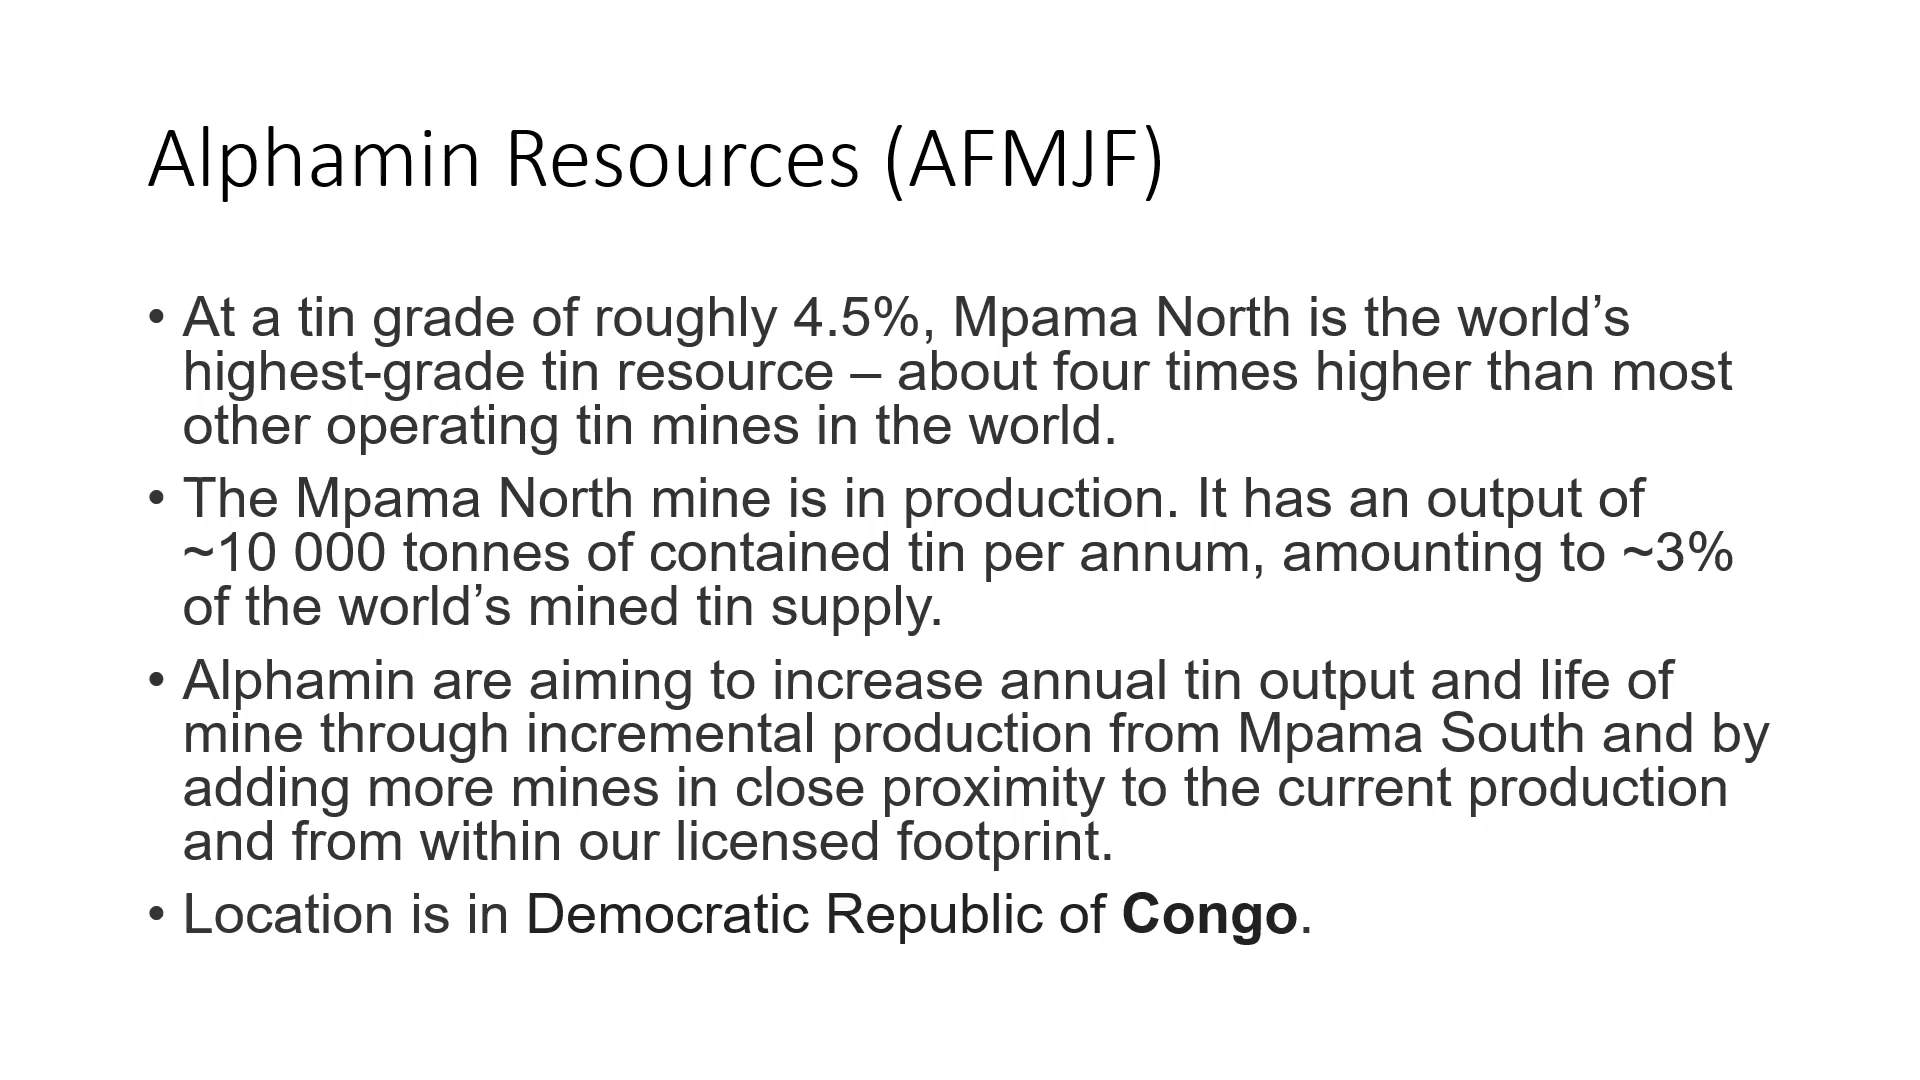 Alphamin Resources (AFMJF)
• At a tin grade of roughly 4.5%, Mpama North is the world’s
highest-grade tin resource – about four times higher than most
other operating tin mines in the world.
• The Mpama North mine is in production. It has an output of
~10 000 tonnes of contained tin per annum, amounting to ~3%
of the world’s mined tin supply.
• Alphamin are aiming to increase annual tin output and life of
mine through incremental production from Mpama South and by
adding more mines in close proximity to the current production
and from within our licensed footprint.
• Location is in Democratic Republic of Congo.